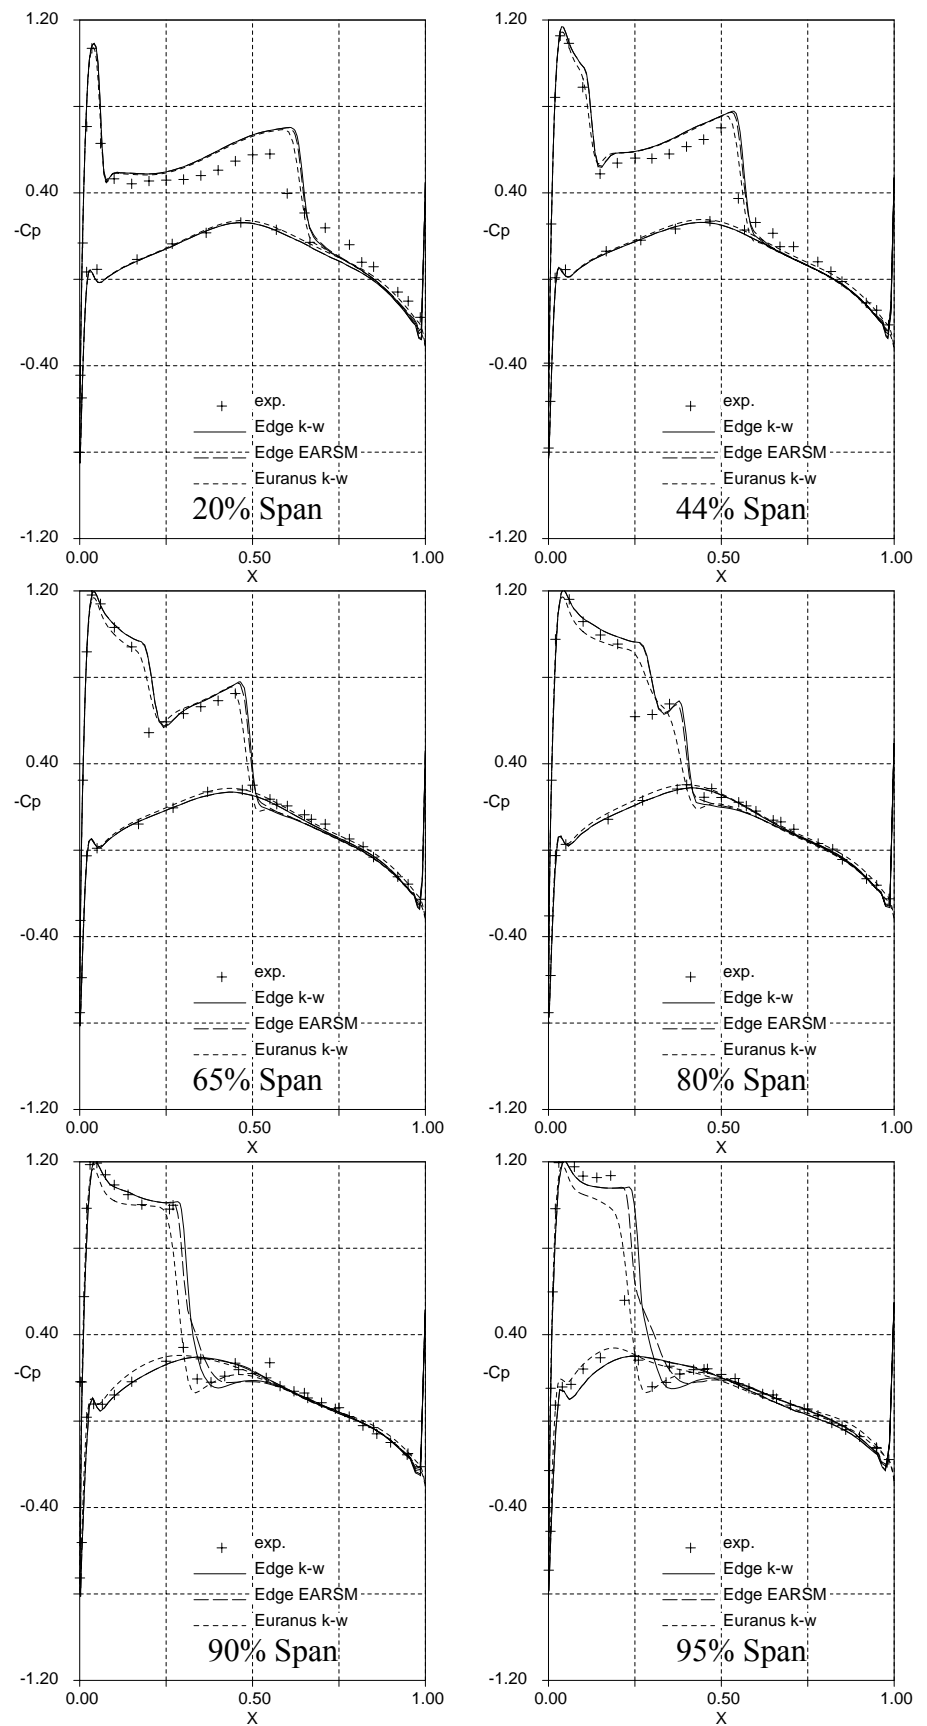 1.20
0.40
-Cp
-0.40
exp.
Edge k-w
Edge EARSM
Euranus k-w
20% Span
-1.20
0.00 0.50 1.00
X
1.20
0.40
-Cp
-0.40
exp.
Edge k-w
Edge EARSM
Euranus k-w
44% Span
-1.20
0.00 0.50 1.00
X
1.20
0.40
-Cp
-0.40
exp.
Edge k-w
Edge EARSM
Euranus k-w
65% Span
-1.20
0.00 0.50 1.00
X
1.20
0.40
-Cp
-0.40
exp.
Edge k-w
Edge EARSM
Euranus k-w
80% Span
-1.20
0.00 0.50 1.00
X
1.20
0.40
-Cp
-0.40
exp.
Edge k-w
Edge EARSM
Euranus k-w
90% Span
-1.20
0.00 0.50 1.00
X
1.20
0.40
-Cp
-0.40
exp.
Edge k-w
Edge EARSM
Euranus k-w
95% Span
-1.20
0.00 0.50 1.00
X